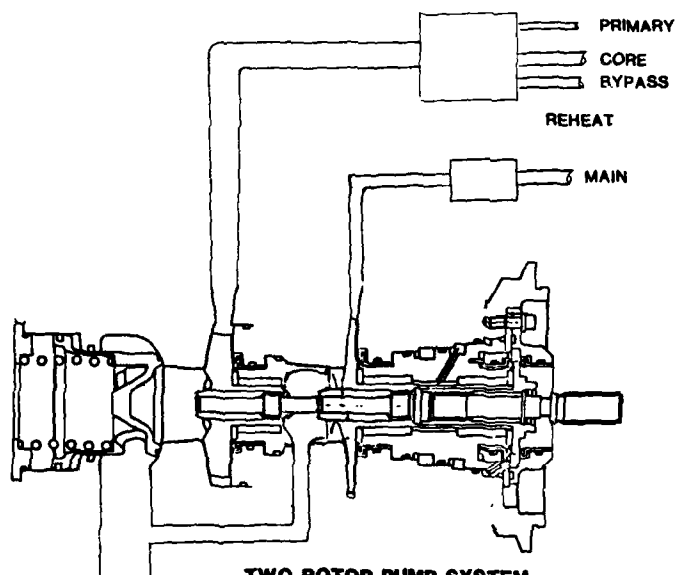 PRIMARY
CORE
BYPASS
REHEAT
MAIN
TWO ROTOR PUMP SYSTEM